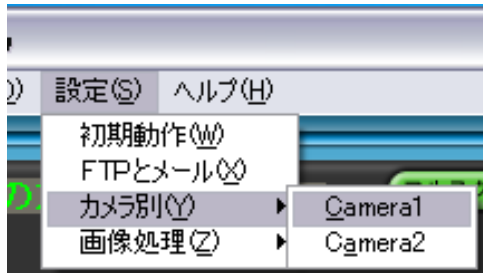 設定(S) ヘルプ(H)
初期動作(W)
FTPとメール(X)
カメラ別(Y)
Camera1
画像処理(Z)
Camera2